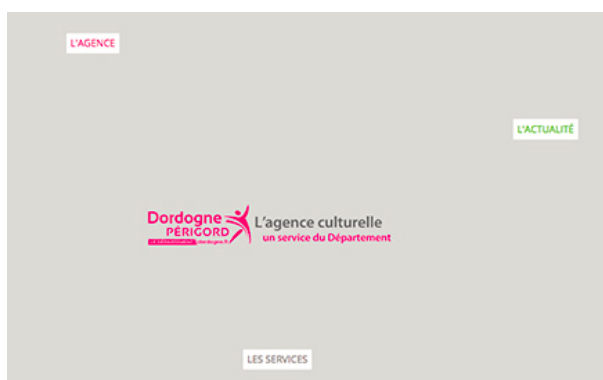 L'AGENCE
L'ACTUALITÉ
Dordogne
PÉRIGORD
L'agence culturelle
un service du Département
LES SERVICES